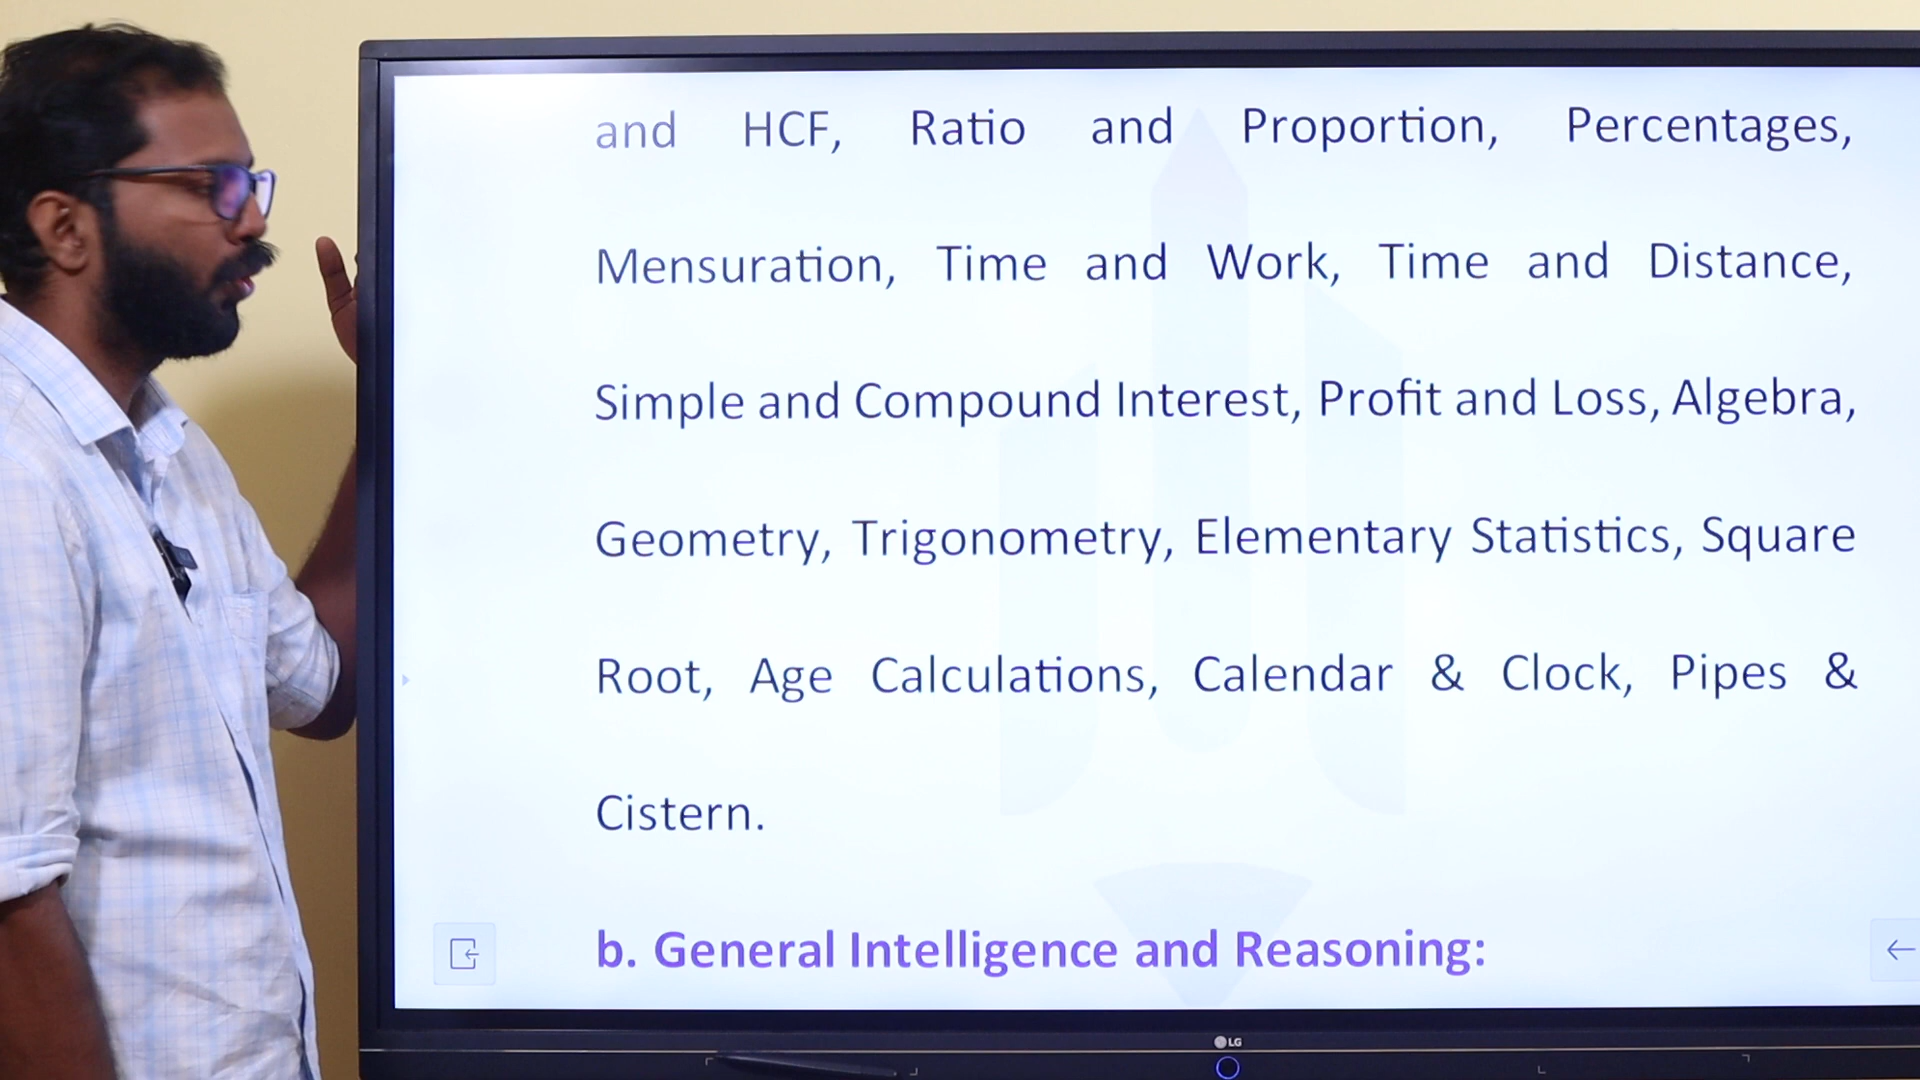 and HCF, Ratio and Proportion, Percentages,
Mensuration, Time and Work, Time and Distance,
Simple and Compound Interest, Profit and Loss, Algebra,
Geometry, Trigonometry, Elementary Statistics, Square
Root, Age Calculations, Calendar & Clock, Pipes &
Cistern.
b. General Intelligence and Reasoning:
LG